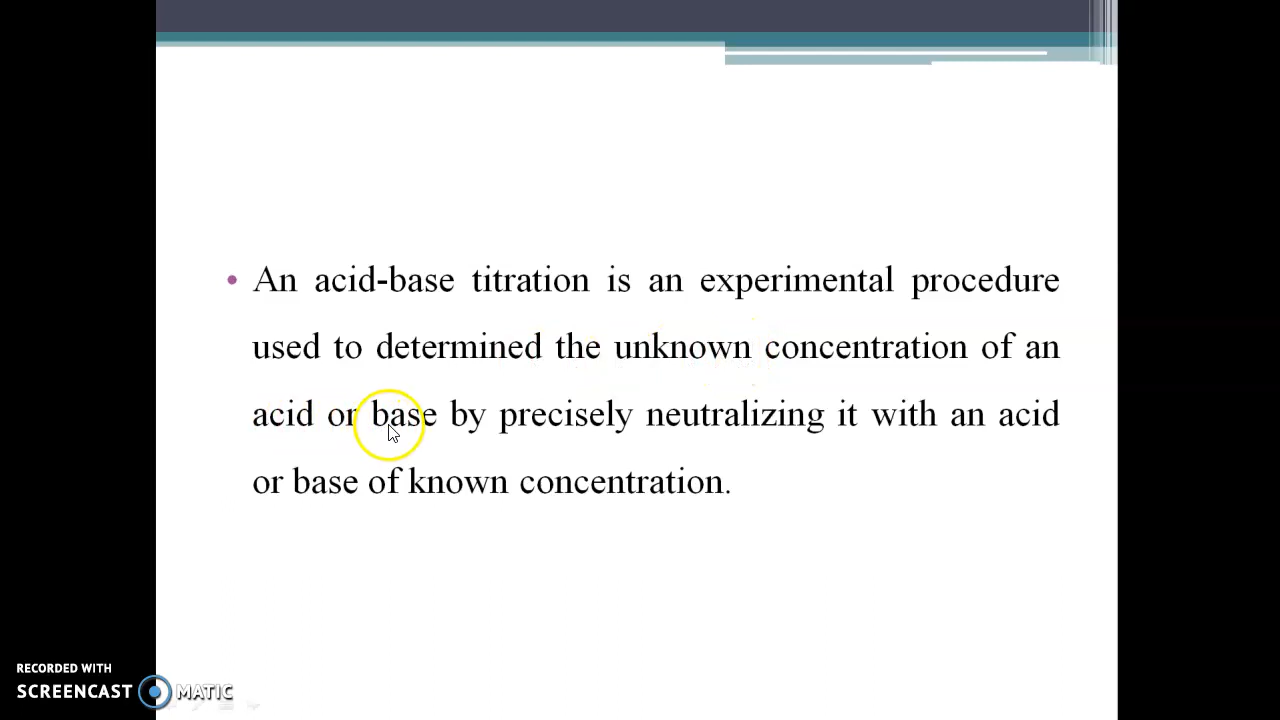 • An acid-base titration is an experimental procedure
used to determined the unknown concentration of an
acid or base by precisely neutralizing it with an acid
or base of known concentration.
RECORDED WITH
SCREENCAST MATIC